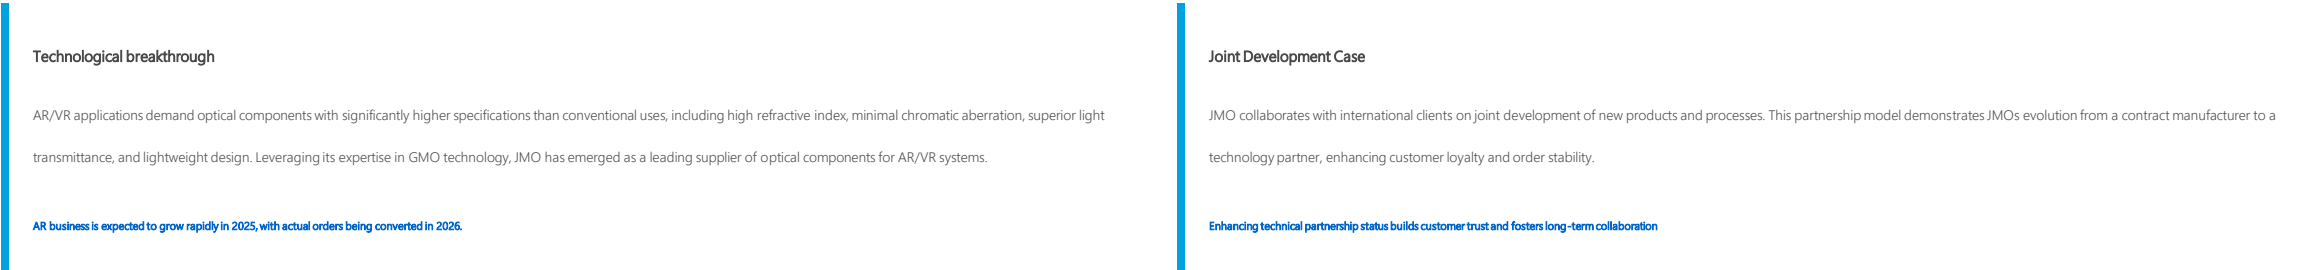 Technological breakthrough
AR/VR applications demand optical components with significantly higher specifications than conventional uses, including high refractive index, minimal chromatic aberration, superior light
transmittance, and lightweight design. Leveraging its expertise in GMO technology, JMO has emerged as a leading supplier of optical components for AR/VR systems.
AR business is expected to grow rapidly in 2025, with actual orders being converted in 2026.
Joint Development Case
JMO collaborates with international clients on joint development of new products and processes. This partnership model demonstrates JMOs evolution from a contract manufacturer to a
technology partner, enhancing customer loyalty and order stability.
Enhancing technical partnership status builds customer trust and fosters long-term collaboration